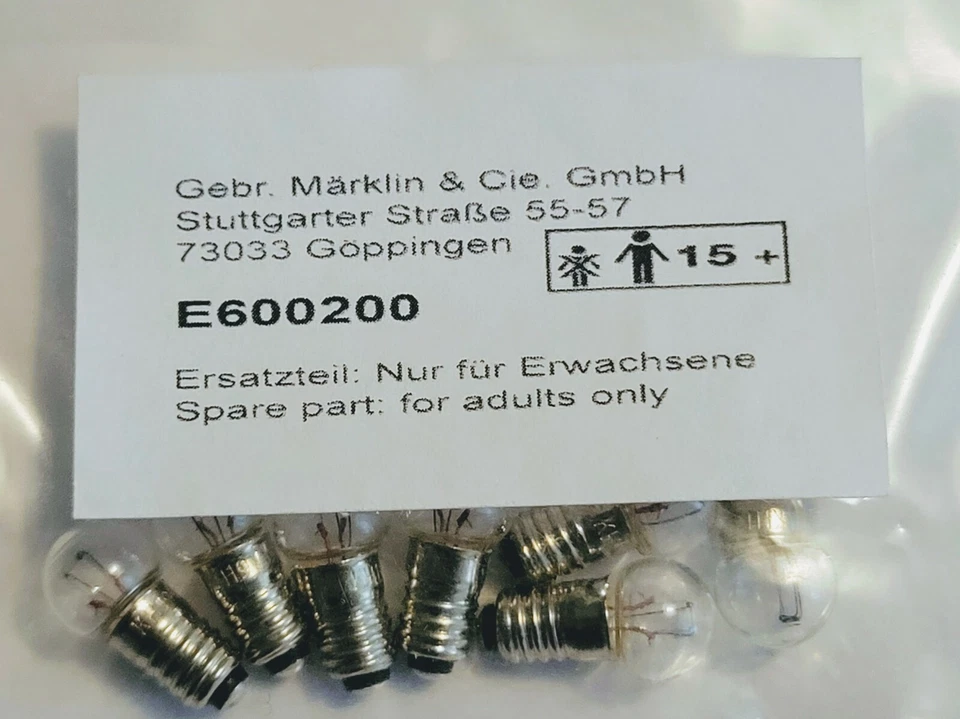 Gebr. Märklin & Cie. GmbH
Stuttgarter Straße 55-57
73033 Göppingen
15 +
E600200
Ersatzteil: Nur für Erwachsene
Spare part: for adults only